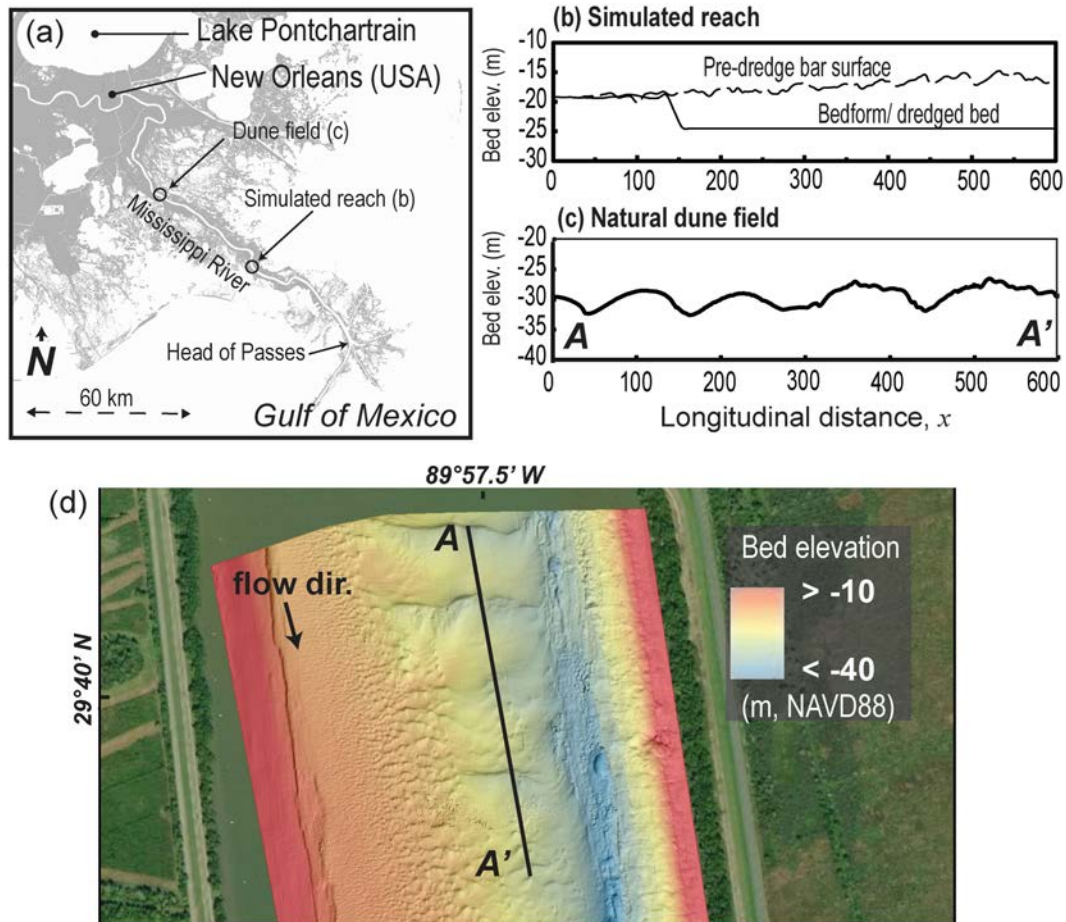 (a)
Lake Pontchartrain
New Orleans (USA)
Dune field (c)
Simulated reach (b)
Mississippi River
Head of Passes
N
60 km
Gulf of Mexico
(b) Simulated reach
Bed elev. (m)
-10
-15
-20
-25
-30
Pre-dredge bar surface
Bedform/ dredged bed
0 100 200 300 400 500 600
(c) Natural dune field
Bed elev. (m)
-20
-25
-30
-35
-40
A A'
0 100 200 300 400 500 600
Longitudinal distance, x
(d)
89°57.5' W
29°40' N
flow dir.
A
A'
Bed elevation
> -10
< -40
(m, NAVD88)